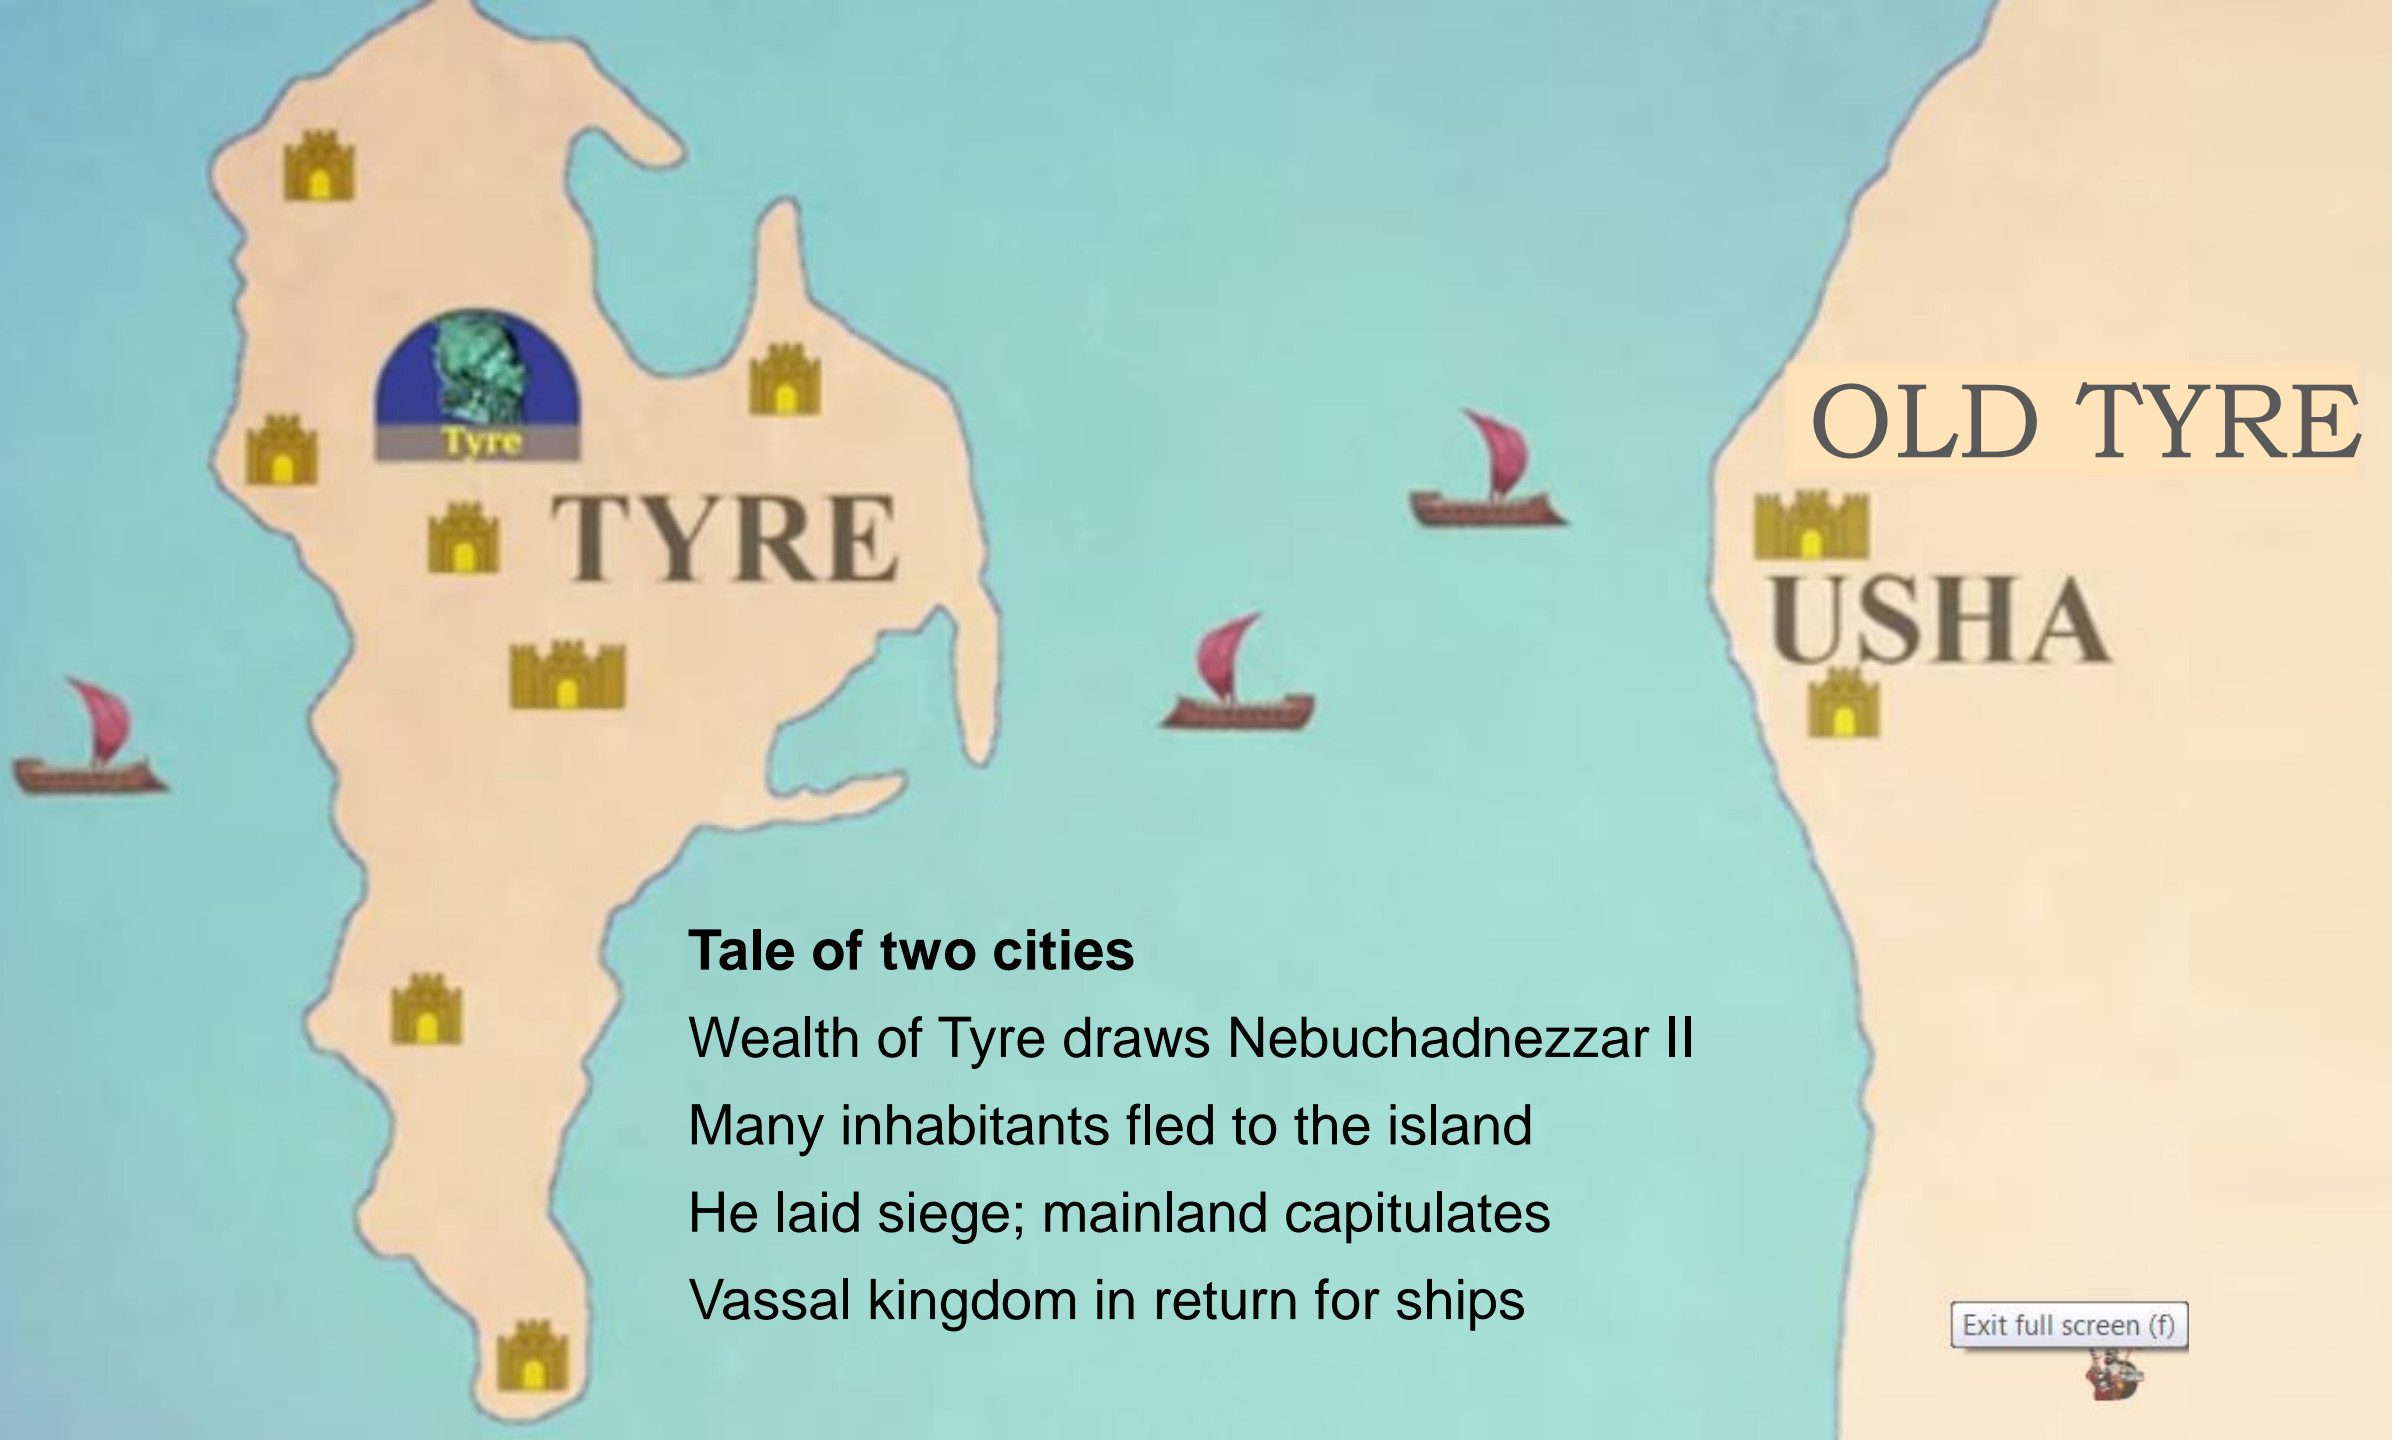 OLD TYRE
Tyre
TYRE
USHA
Tale of two cities
Wealth of Tyre draws Nebuchadnezzar II
Many inhabitants fled to the island
He laid siege; mainland capitulates
Vassal kingdom in return for ships
Exit full screen (f)